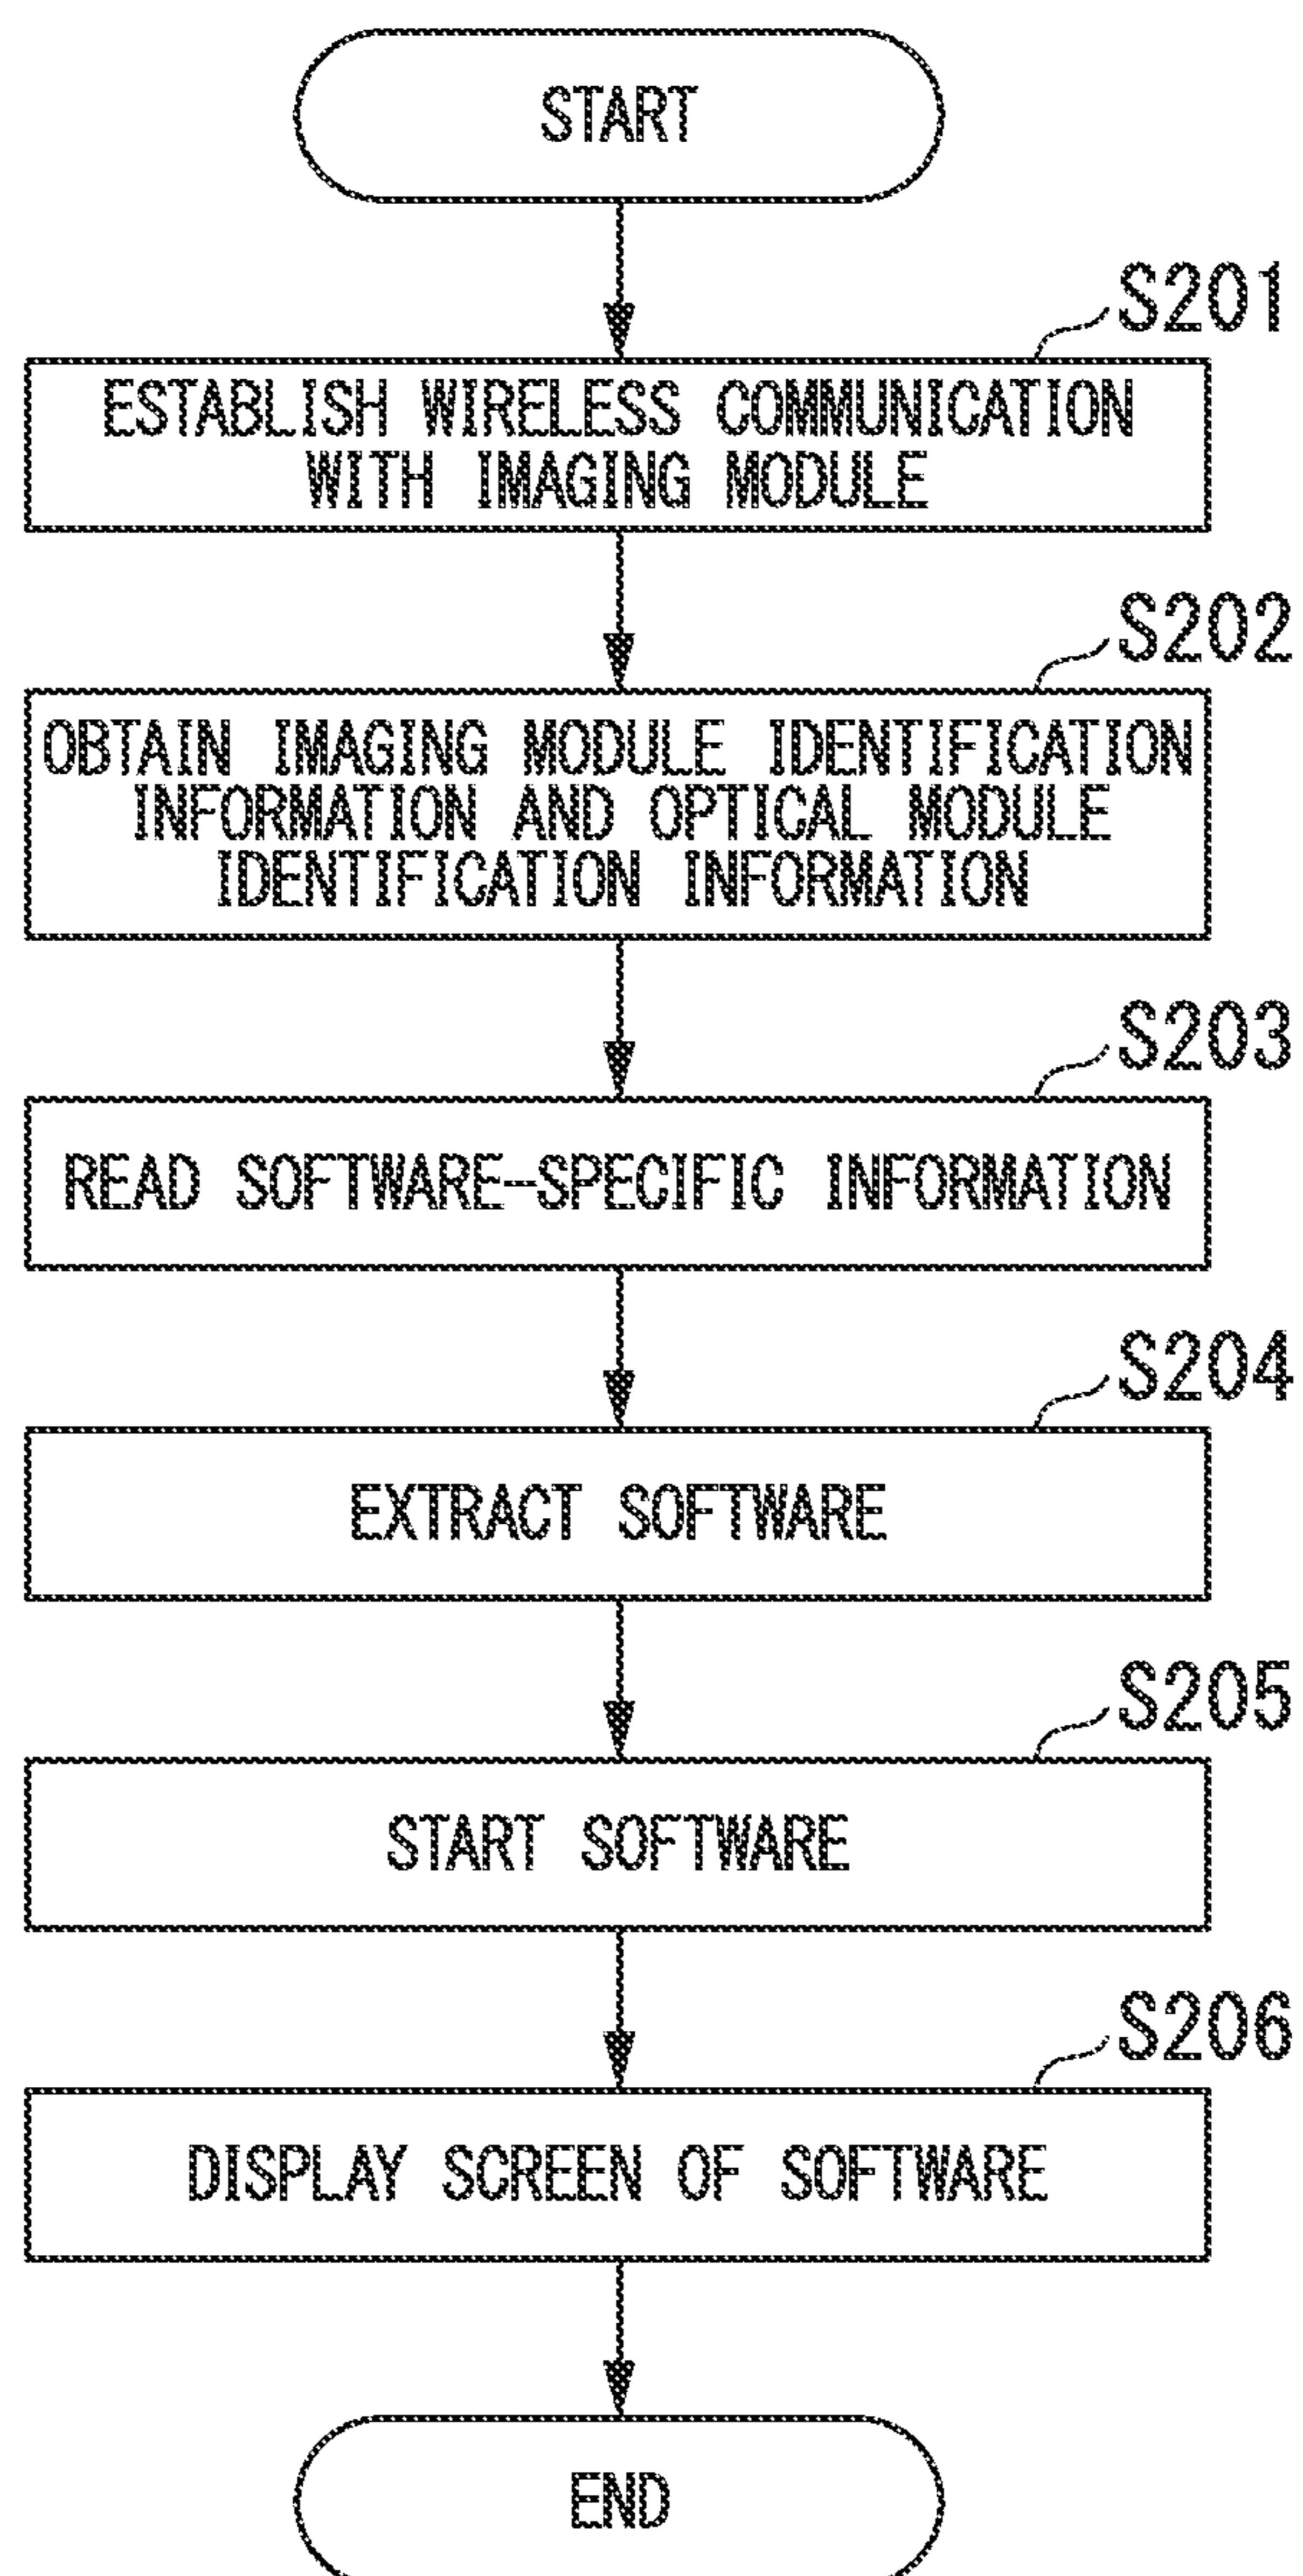 START
S201
ESTABLISH WIRELESS COMMUNICATION
WITH IMAGING MODULE
S202
OBTAIN IMAGING MODULE IDENTIFICATION
INFORMATION AND OPTICAL MODULE
IDENTIFICATION INFORMATION
S203
READ SOFTWARE-SPECIFIC INFORMATION
S204
EXTRACT SOFTWARE
S205
START SOFTWARE
S206
DISPLAY SCREEN OF SOFTWARE
END